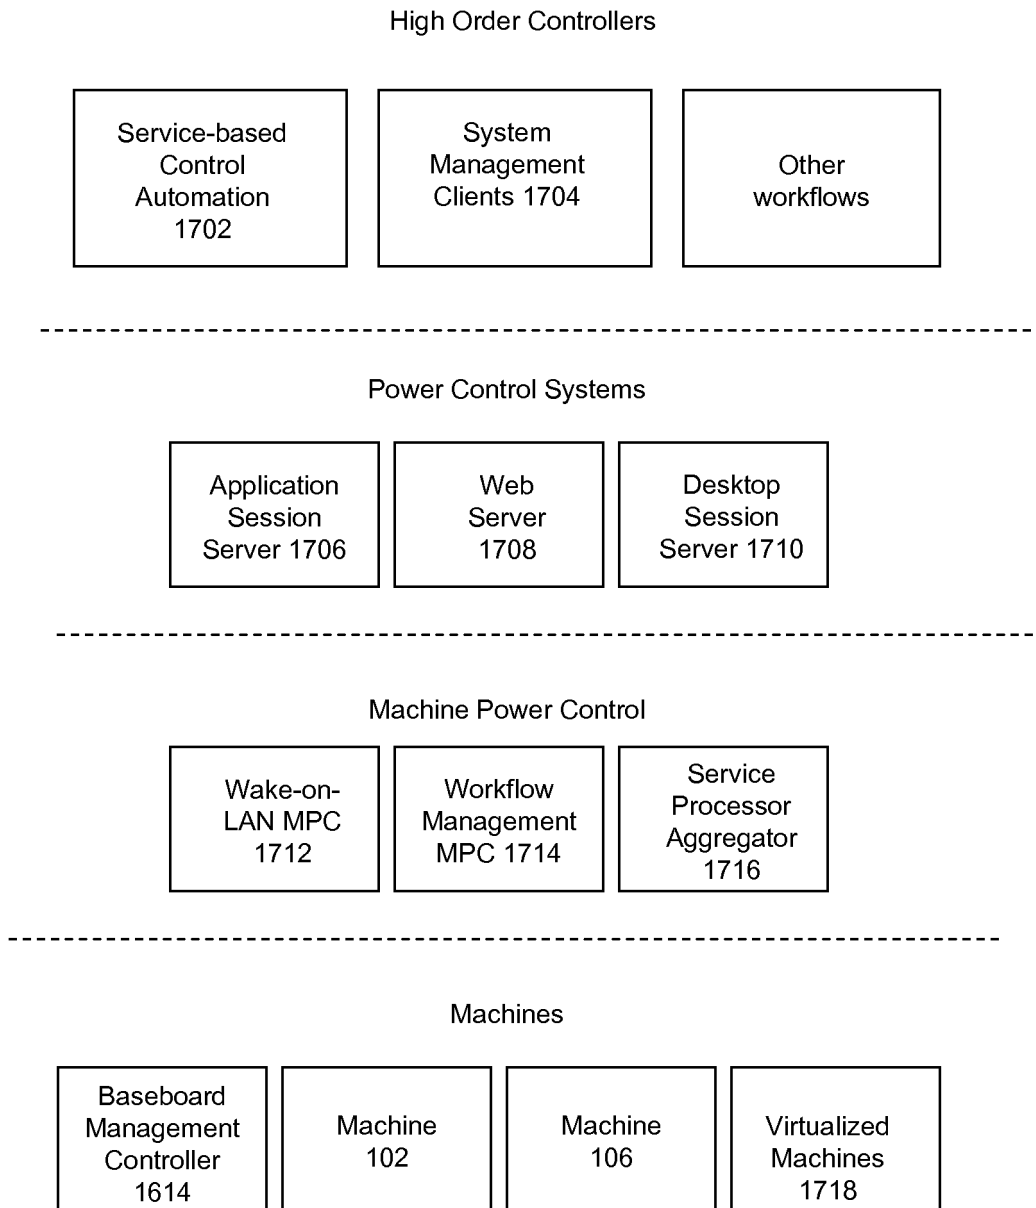 High Order Controllers
Service-based
Control
Automation
1702
System
Management
Clients 1704
Other
workflows
Power Control Systems
Application
Session
Server 1706
Web
Server
1708
Desktop
Session
Server 1710
Machine Power Control
Wake-on-
LAN MPC
1712
Workflow
Management
MPC 1714
Service
Processor
Aggregator
1716
Machines
Baseboard
Management
Controller
1614
Machine
102
Machine
106
Virtualized
Machines
1718